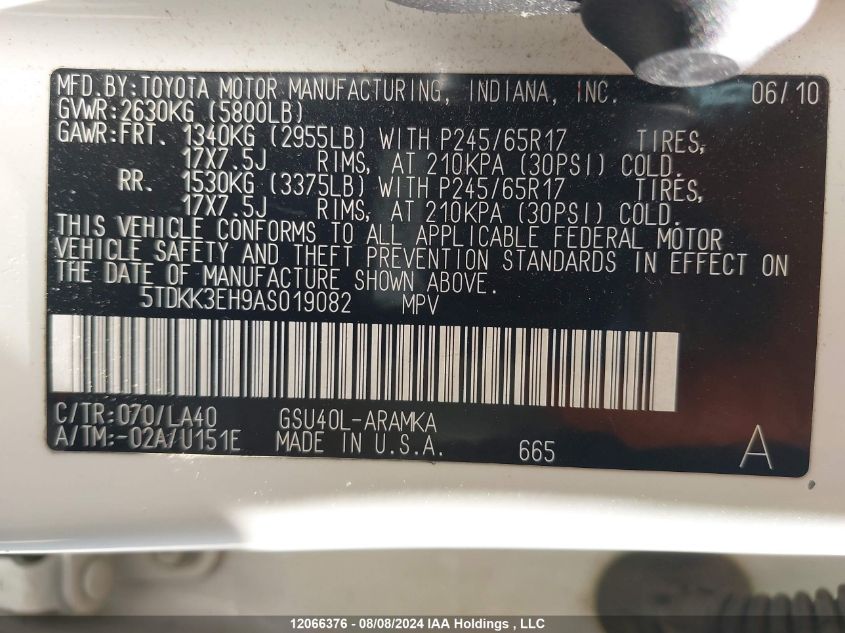 MFD.BY:TOYOTA MOTOR MANUFACTURING, INDIANA, INC. 06/10
GVWR:2630KG (5800LB)
GAWR:FRT. 1340KG (2955LB) WITH P245/65R17 TIRES,
17X7.5J RIMS, AT 210KPA (30PSI) COLD.
RR. 1530KG (3375LB) WITH P245/65R17 TIRES,
17X7.5J RIMS, AT 210KPA (30PSI) COLD.
THIS VEHICLE CONFORMS TO ALL APPLICABLE FEDERAL MOTOR
VEHICLE SAFETY AND THEFT PREVENTION STANDARDS IN EFFECT ON
THE DATE OF MANUFACTURE SHOWN ABOVE.
5TDKK3EH9AS019082 MPV
C/TR:070/LA40 GSU40L-ARAMKA
A/TM:-02A/U151E MADE IN U.S.A. 665 A
12066376 - 08/08/2024 IAA Holdings , LLC